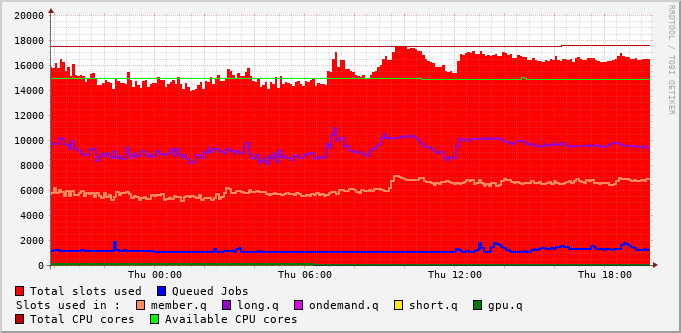 20000
18000
16000
14000
12000
10000
8000
6000
4000
2000
0
Thu 00:00 Thu 06:00 Thu 12:00 Thu 18:00
RRDTOOL / TOBI OETIKER
Total slots used Queued Jobs
Slots used in : member.q long.q ondemand.q short.q gpu.q
Total CPU cores Available CPU cores